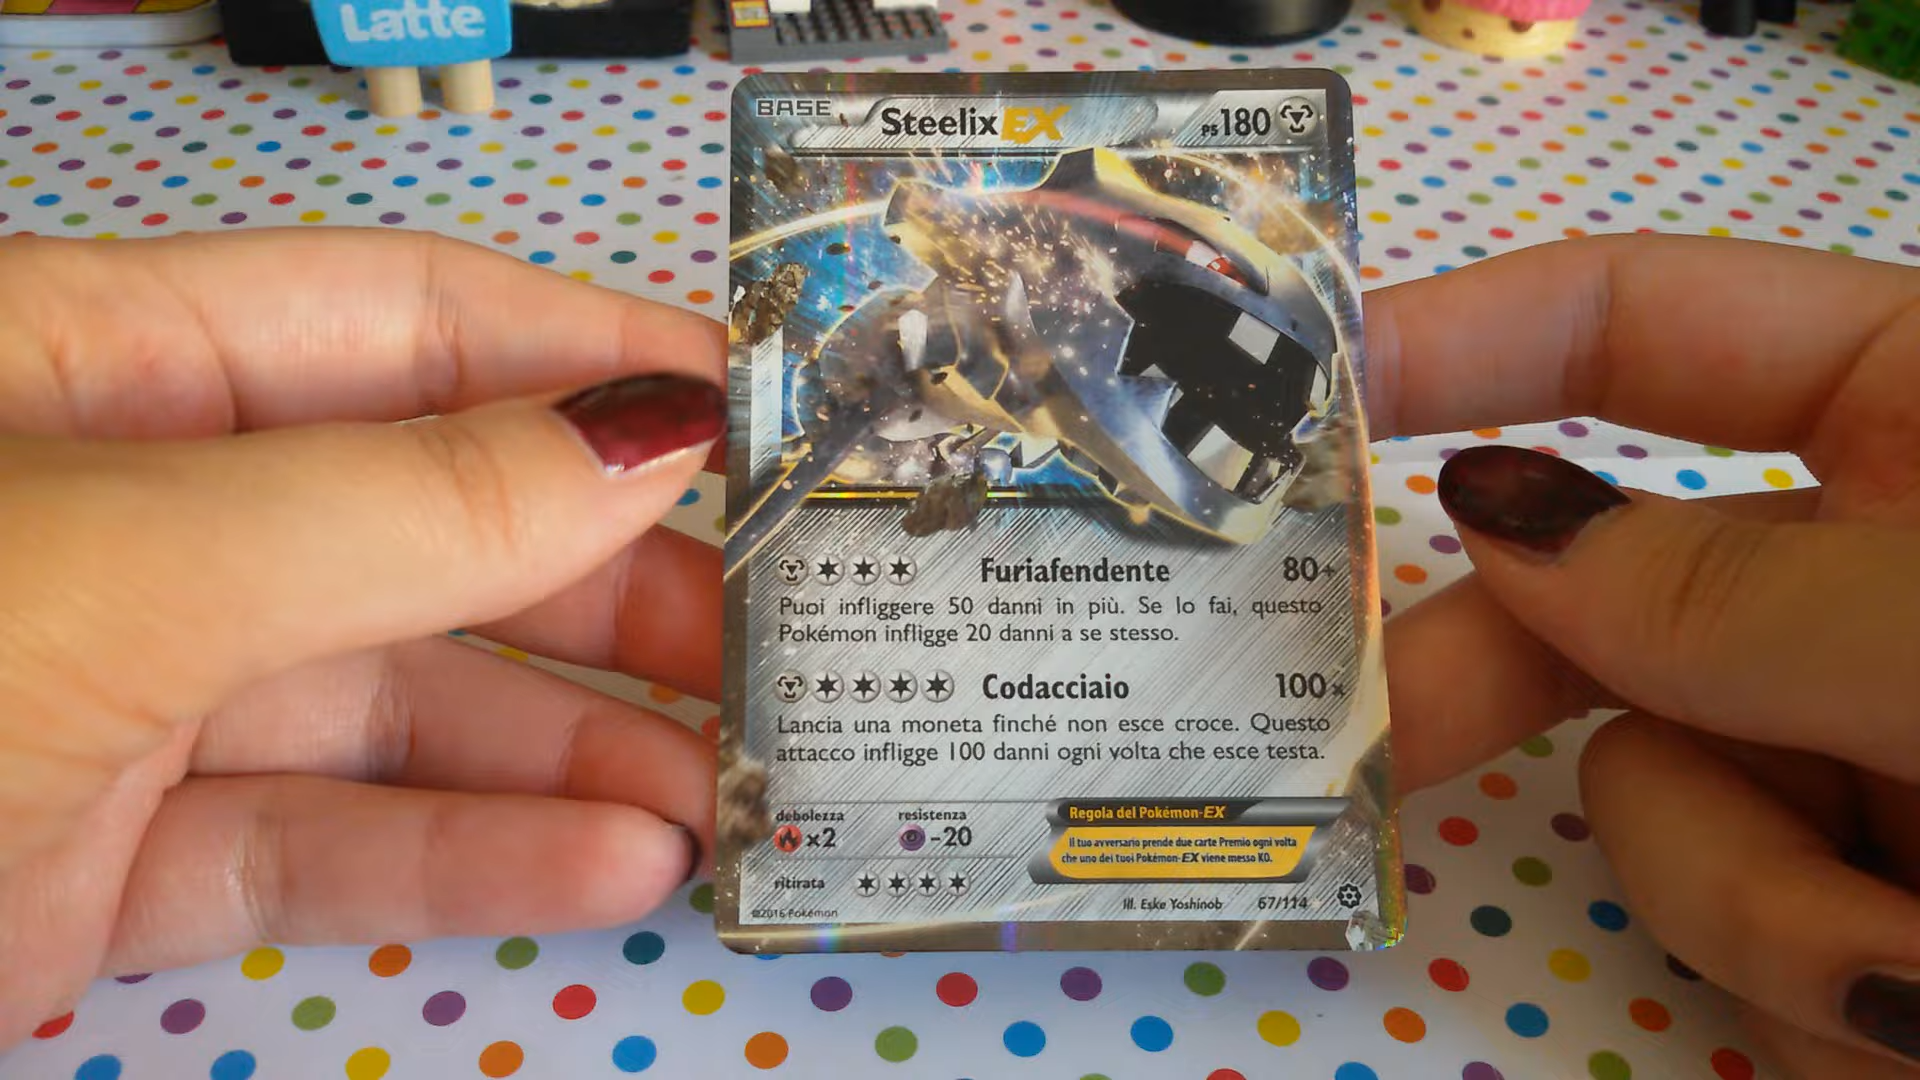 Latte
BASE
Steelix EX
PS180
Furiafendente 80+
Puoi infliggere 50 danni in più. Se lo fai, questo
Pokémon infligge 20 danni a se stesso.
Codacciaio 100x
Lancia una moneta finché non esce croce. Questo
attacco infligge 100 danni ogni volta che esce testa.
debolezza
x2
resistenza
-20
Regola del Pokémon-EX
Il tuo avversario prende due carte Premio ogni volta
che uno dei tuoi Pokémon-EX viene messo KO.
ritirata
©2016 Pokémon
Ill. Eske Yoshinob
67/114